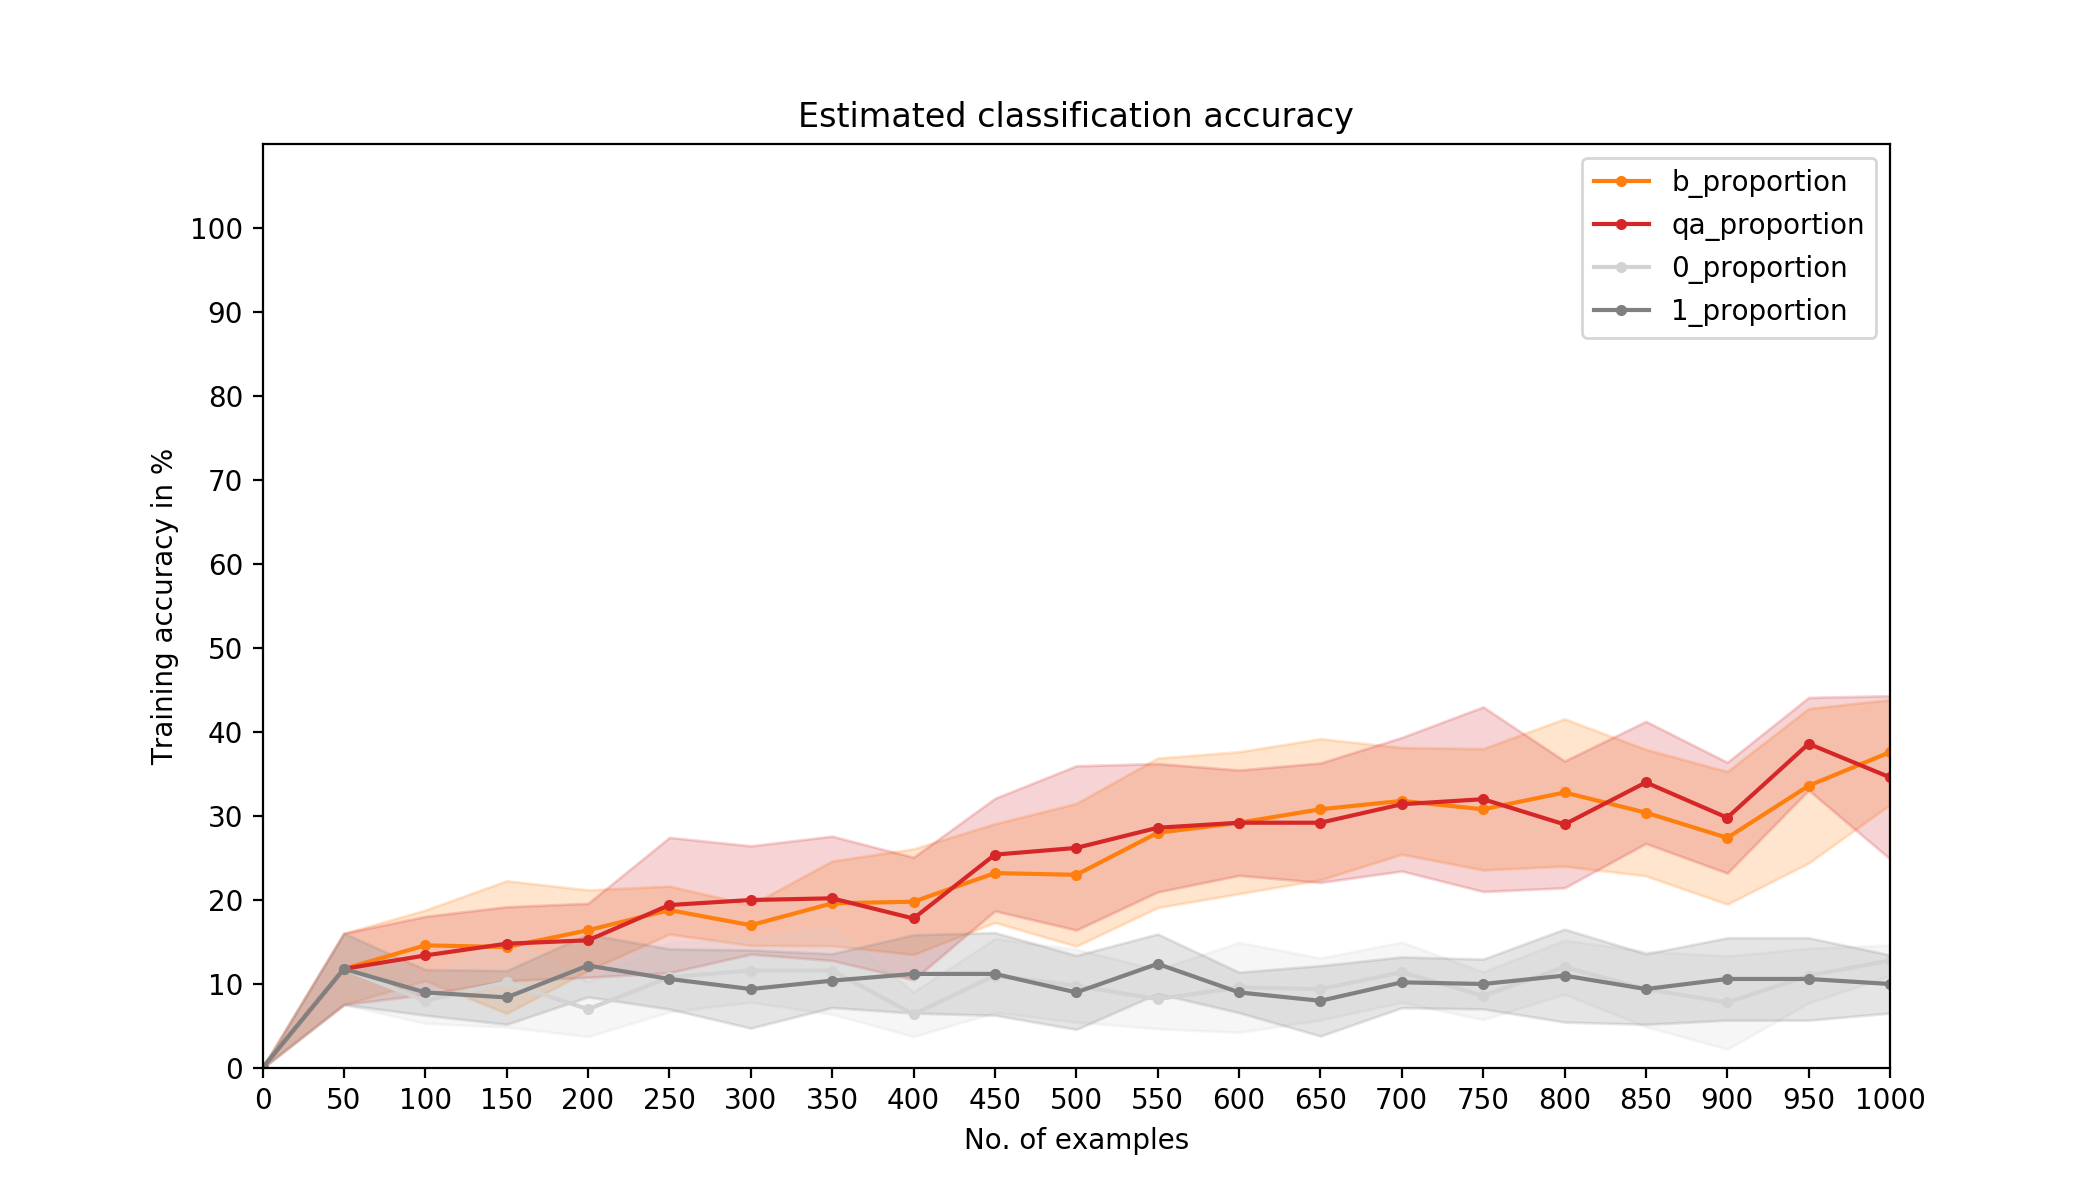 Estimated classification accuracy
b_proportion
qa_proportion
0_proportion
1_proportion
Training accuracy in %
100
90
80
70
60
50
40
30
20
10
0
0 50 100 150 200 250 300 350 400 450 500 550 600 650 700 750 800 850 900 950 1000
No. of examples